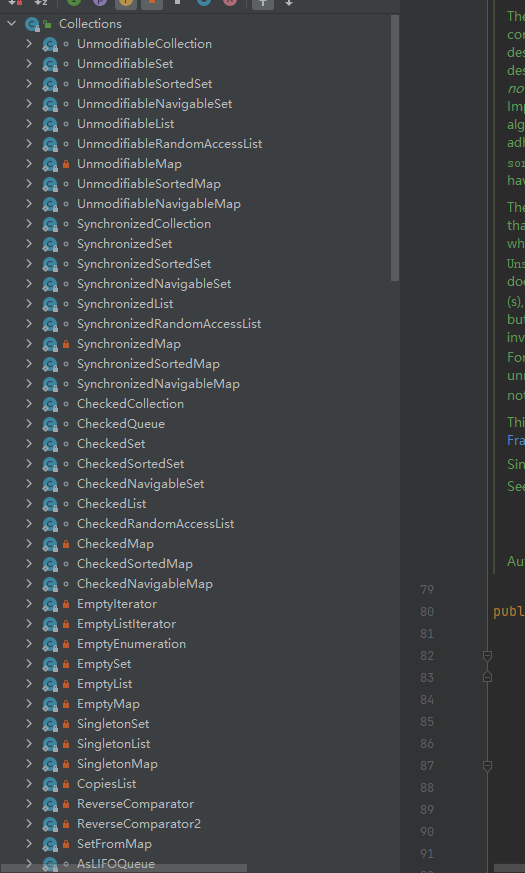 Collections
UnmodifiableCollection
UnmodifiableSet
UnmodifiableSortedSet
UnmodifiableNavigableSet
UnmodifiableList
UnmodifiableRandomAccessList
UnmodifiableMap
UnmodifiableSortedMap
UnmodifiableNavigableMap
SynchronizedCollection
SynchronizedSet
SynchronizedSortedSet
SynchronizedNavigableSet
SynchronizedList
SynchronizedRandomAccessList
SynchronizedMap
SynchronizedSortedMap
SynchronizedNavigableMap
CheckedCollection
CheckedQueue
CheckedSet
CheckedSortedSet
CheckedNavigableSet
CheckedList
CheckedRandomAccessList
CheckedMap
CheckedSortedMap
CheckedNavigableMap
EmptyIterator
EmptyListIterator
EmptyEnumeration
EmptySet
EmptyList
EmptyMap
SingletonSet
SingletonList
SingletonMap
CopiesList
ReverseComparator
ReverseComparator2
SetFromMap
AsLIFOQueue
The
con
des
des
no
Imp
alg
adh
sor
hav
The
tha
wh
Uns
doe
(s),
but
inv
For
unr
not
Thi
Fra
Sin
See
Au
79
80 publ
81
82
83
84
85
86
87
88
89
90
91